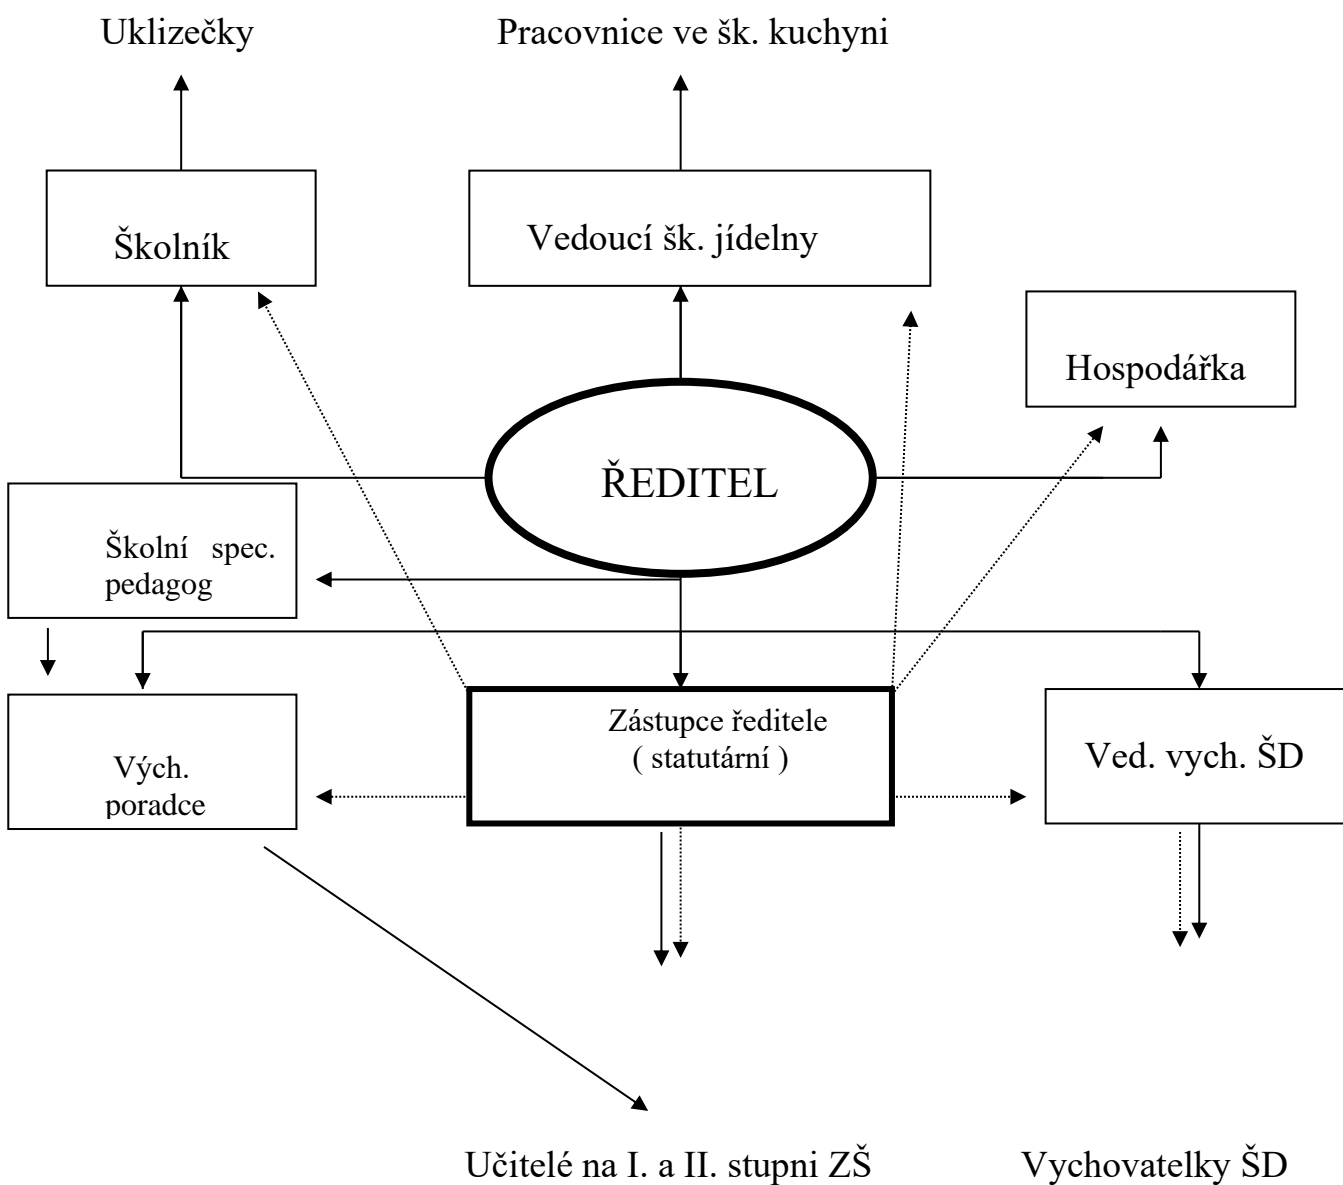 Uklizečky
Pracovnice ve šk. kuchyni
Školník
Vedoucí šk. jídelny
Hospodářka
ŘEDITEL
Školní spec.
pedagog
Zástupce ředitele
( statutární )
Vých.
poradce
Ved. vych. ŠD
Učitelé na I. a II. stupni ZŠ
Vychovatelky ŠD